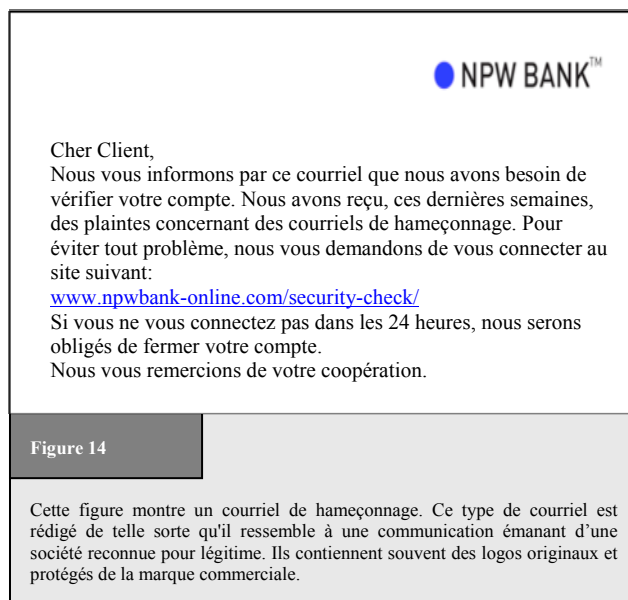 NPW BANK™
Cher Client,
Nous vous informons par ce courriel que nous avons besoin de
vérifier votre compte. Nous avons reçu, ces dernières semaines,
des plaintes concernant des courriels de hameçonnage. Pour
éviter tout problème, nous vous demandons de vous connecter au
site suivant:
www.npwbank-online.com/security-check/
Si vous ne vous connectez pas dans les 24 heures, nous serons
obligés de fermer votre compte.
Nous vous remercions de votre coopération.
Figure 14
Cette figure montre un courriel de hameçonnage. Ce type de courriel est
rédigé de telle sorte qu'il ressemble à une communication émanant d’une
société reconnue pour légitime. Ils contiennent souvent des logos originaux et
protégés de la marque commerciale.